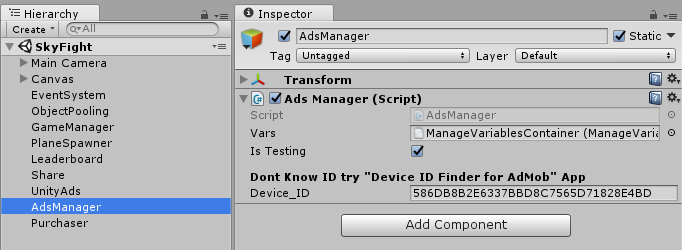 Hierarchy
Create
All
SkyFight
Main Camera
Canvas
EventSystem
ObjectPooling
GameManager
PlaneSpawner
Leaderboard
Share
UnityAds
AdsManager
Purchaser
Inspector
AdsManager Static
Tag Untagged Layer Default
Transform
Ads Manager (Script)
Script AdsManager
Vars ManageVariablesContainer (ManageVaria
Is Testing
Dont Know ID try "Device ID Finder for AdMob" App
Device_ID 586DB8B2E6337BBD8C7565D71828E4BD
Add Component